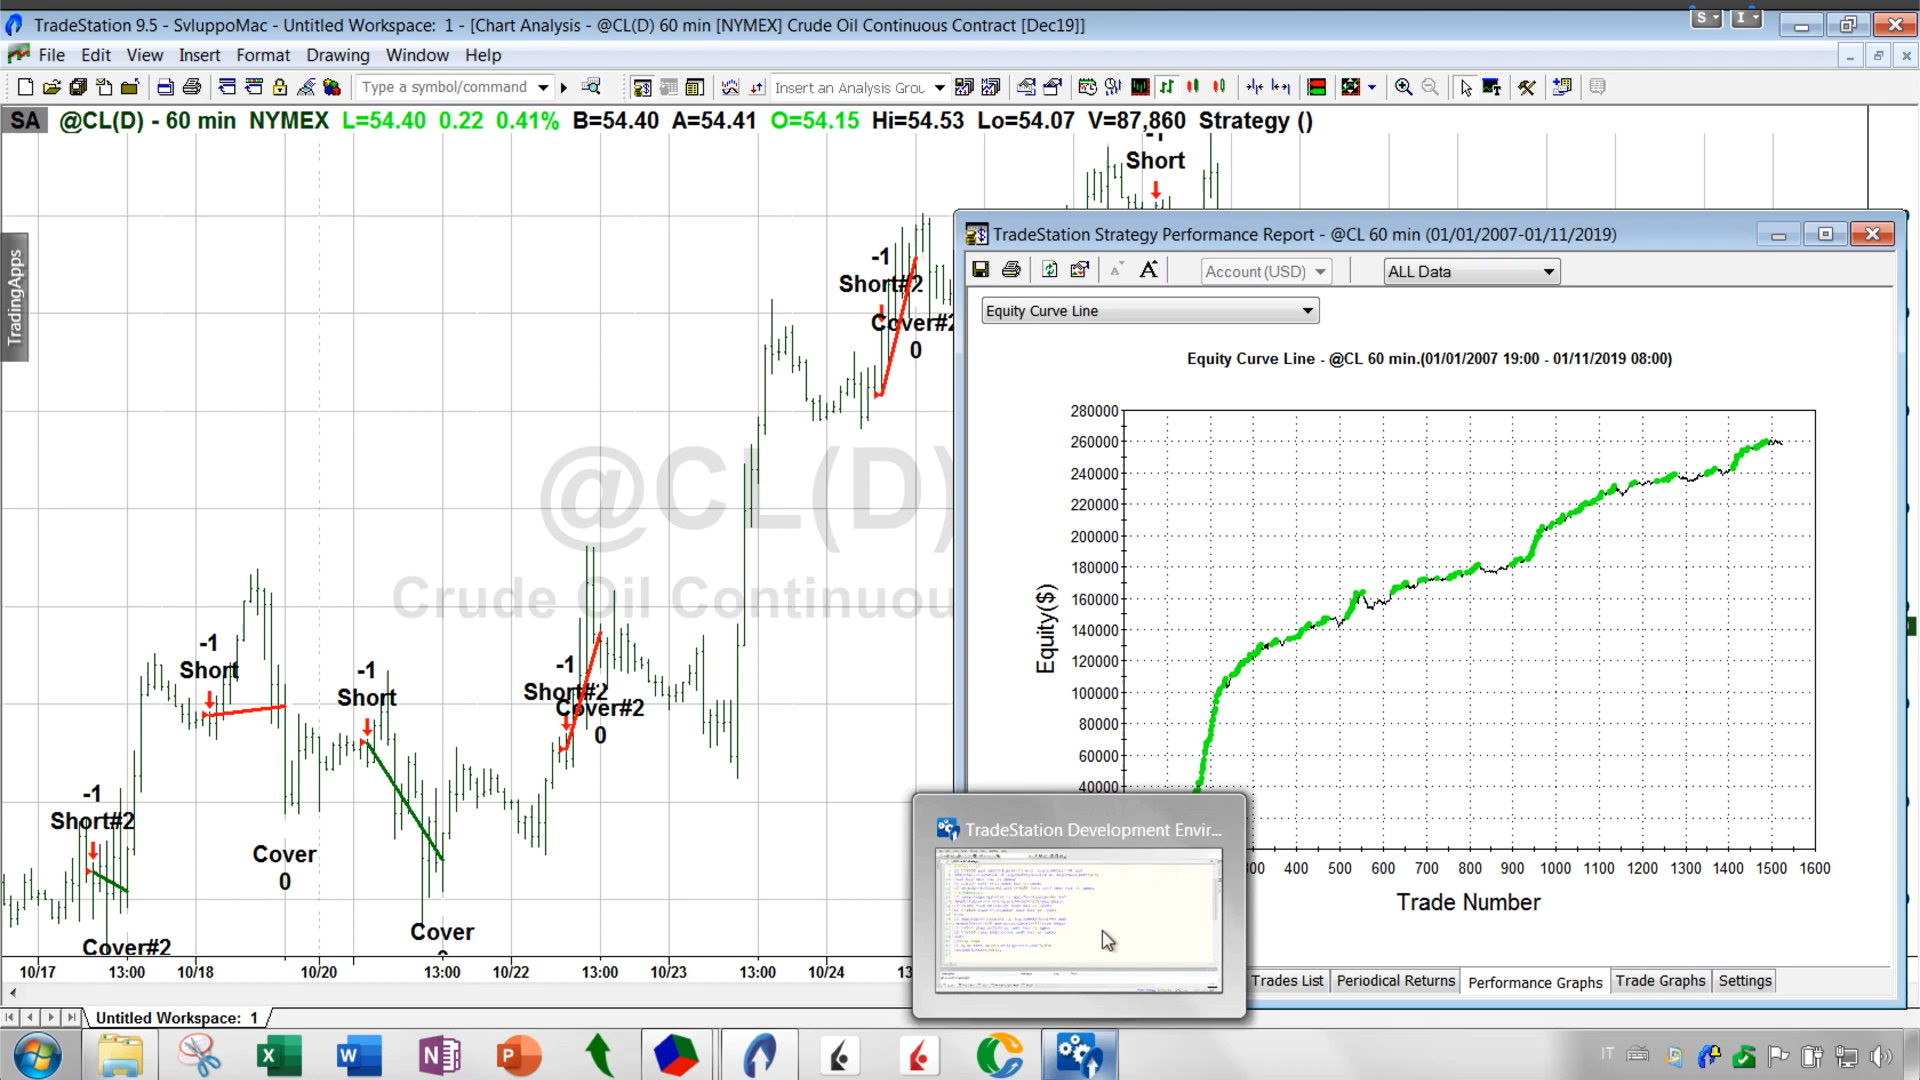 TradeStation 9.5 - SvluppoMac - Untitled Workspace: 1 - [Chart Analysis - @CL(D) 60 min [NYMEX] Crude Oil Continuous Contract [Dec19]]
S I
File Edit View Insert Format Drawing Window Help
Type a symbol/command
Insert an Analysis Grou
SA @CL(D) - 60 min NYMEX L=54.40 0.22 0.41% B=54.40 A=54.41 O=54.15 Hi=54.53 Lo=54.07 V=87,860 Strategy ()
TradingApps
@CL(D)
Crude Oil Continuou
-1
Short
-1
Short#2
Cover#2
0
-1
Short
-1
Short
-1
Short#2
Cover#2
0
-1
Short#2
Cover
0
Cover#2
Cover
10/17 13:00 10/18 10/20 13:00 10/22 13:00 10/23 13:00 10/24
Untitled Workspace: 1
TradeStation Strategy Performance Report - @CL 60 min (01/01/2007-01/11/2019)
Account (USD)
ALL Data
Equity Curve Line
Equity Curve Line - @CL 60 min.(01/01/2007 19:00 - 01/11/2019 08:00)
Equity($)
280000
260000
240000
220000
200000
180000
160000
140000
120000
100000
80000
60000
40000
400 500 600 700 800 900 1000 1100 1200 1300 1400 1500 1600
Trade Number
Trades List Periodical Returns Performance Graphs Trade Graphs Settings
TradeStation Development Envir...
IT